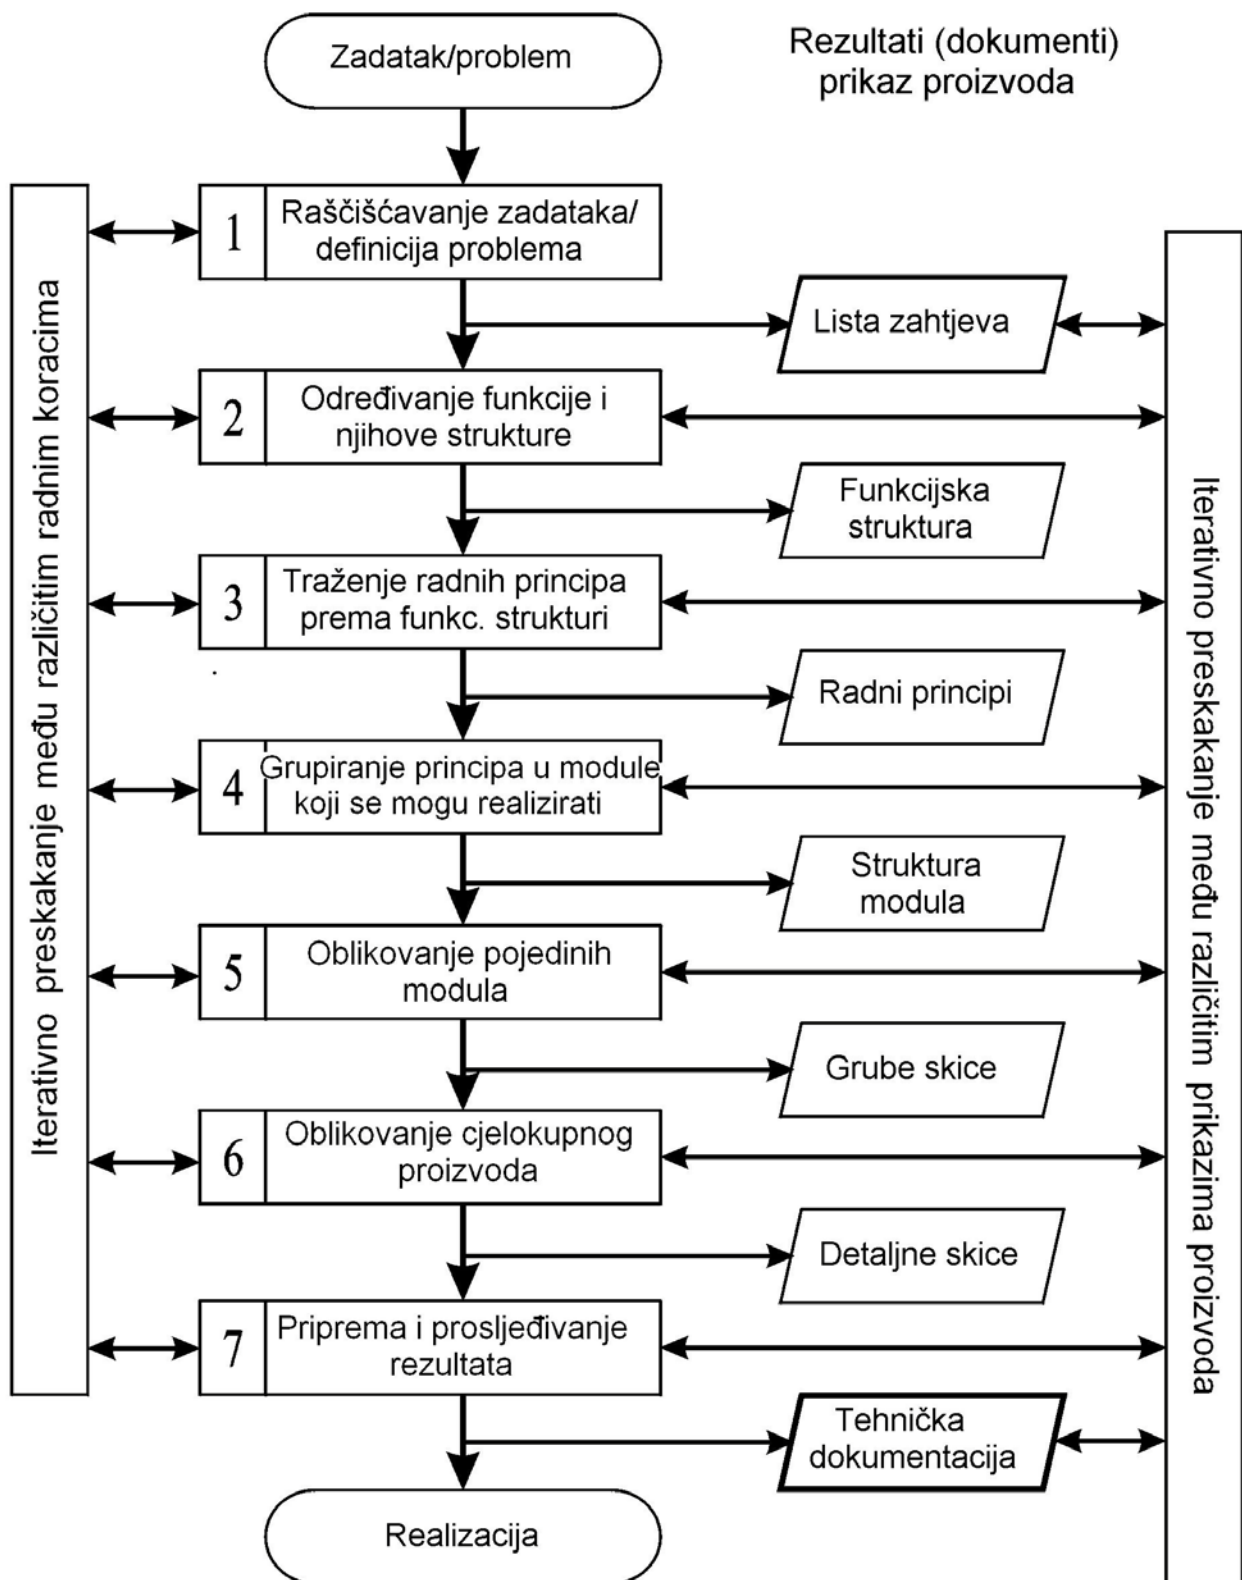 Zadatak/problem
Rezultati (dokumenti)
prikaz proizvoda
Iterativno preskakanje među različitim radnim koracima
1
Raščišćavanje zadataka/
definicija problema
Lista zahtjeva
2
Određivanje funkcije i
njihove strukture
Funkcijska
struktura
3
Traženje radnih principa
prema funkc. strukturi
Radni principi
4
Grupiranje principa u module
koji se mogu realizirati
Struktura
modula
5
Oblikovanje pojedinih
modula
Grube skice
6
Oblikovanje cjelokupnog
proizvoda
Detaljne skice
7
Priprema i prosljeđivanje
rezultata
Tehnička
dokumentacija
Realizacija
Iterativno preskakanje među različitim prikazima proizvoda